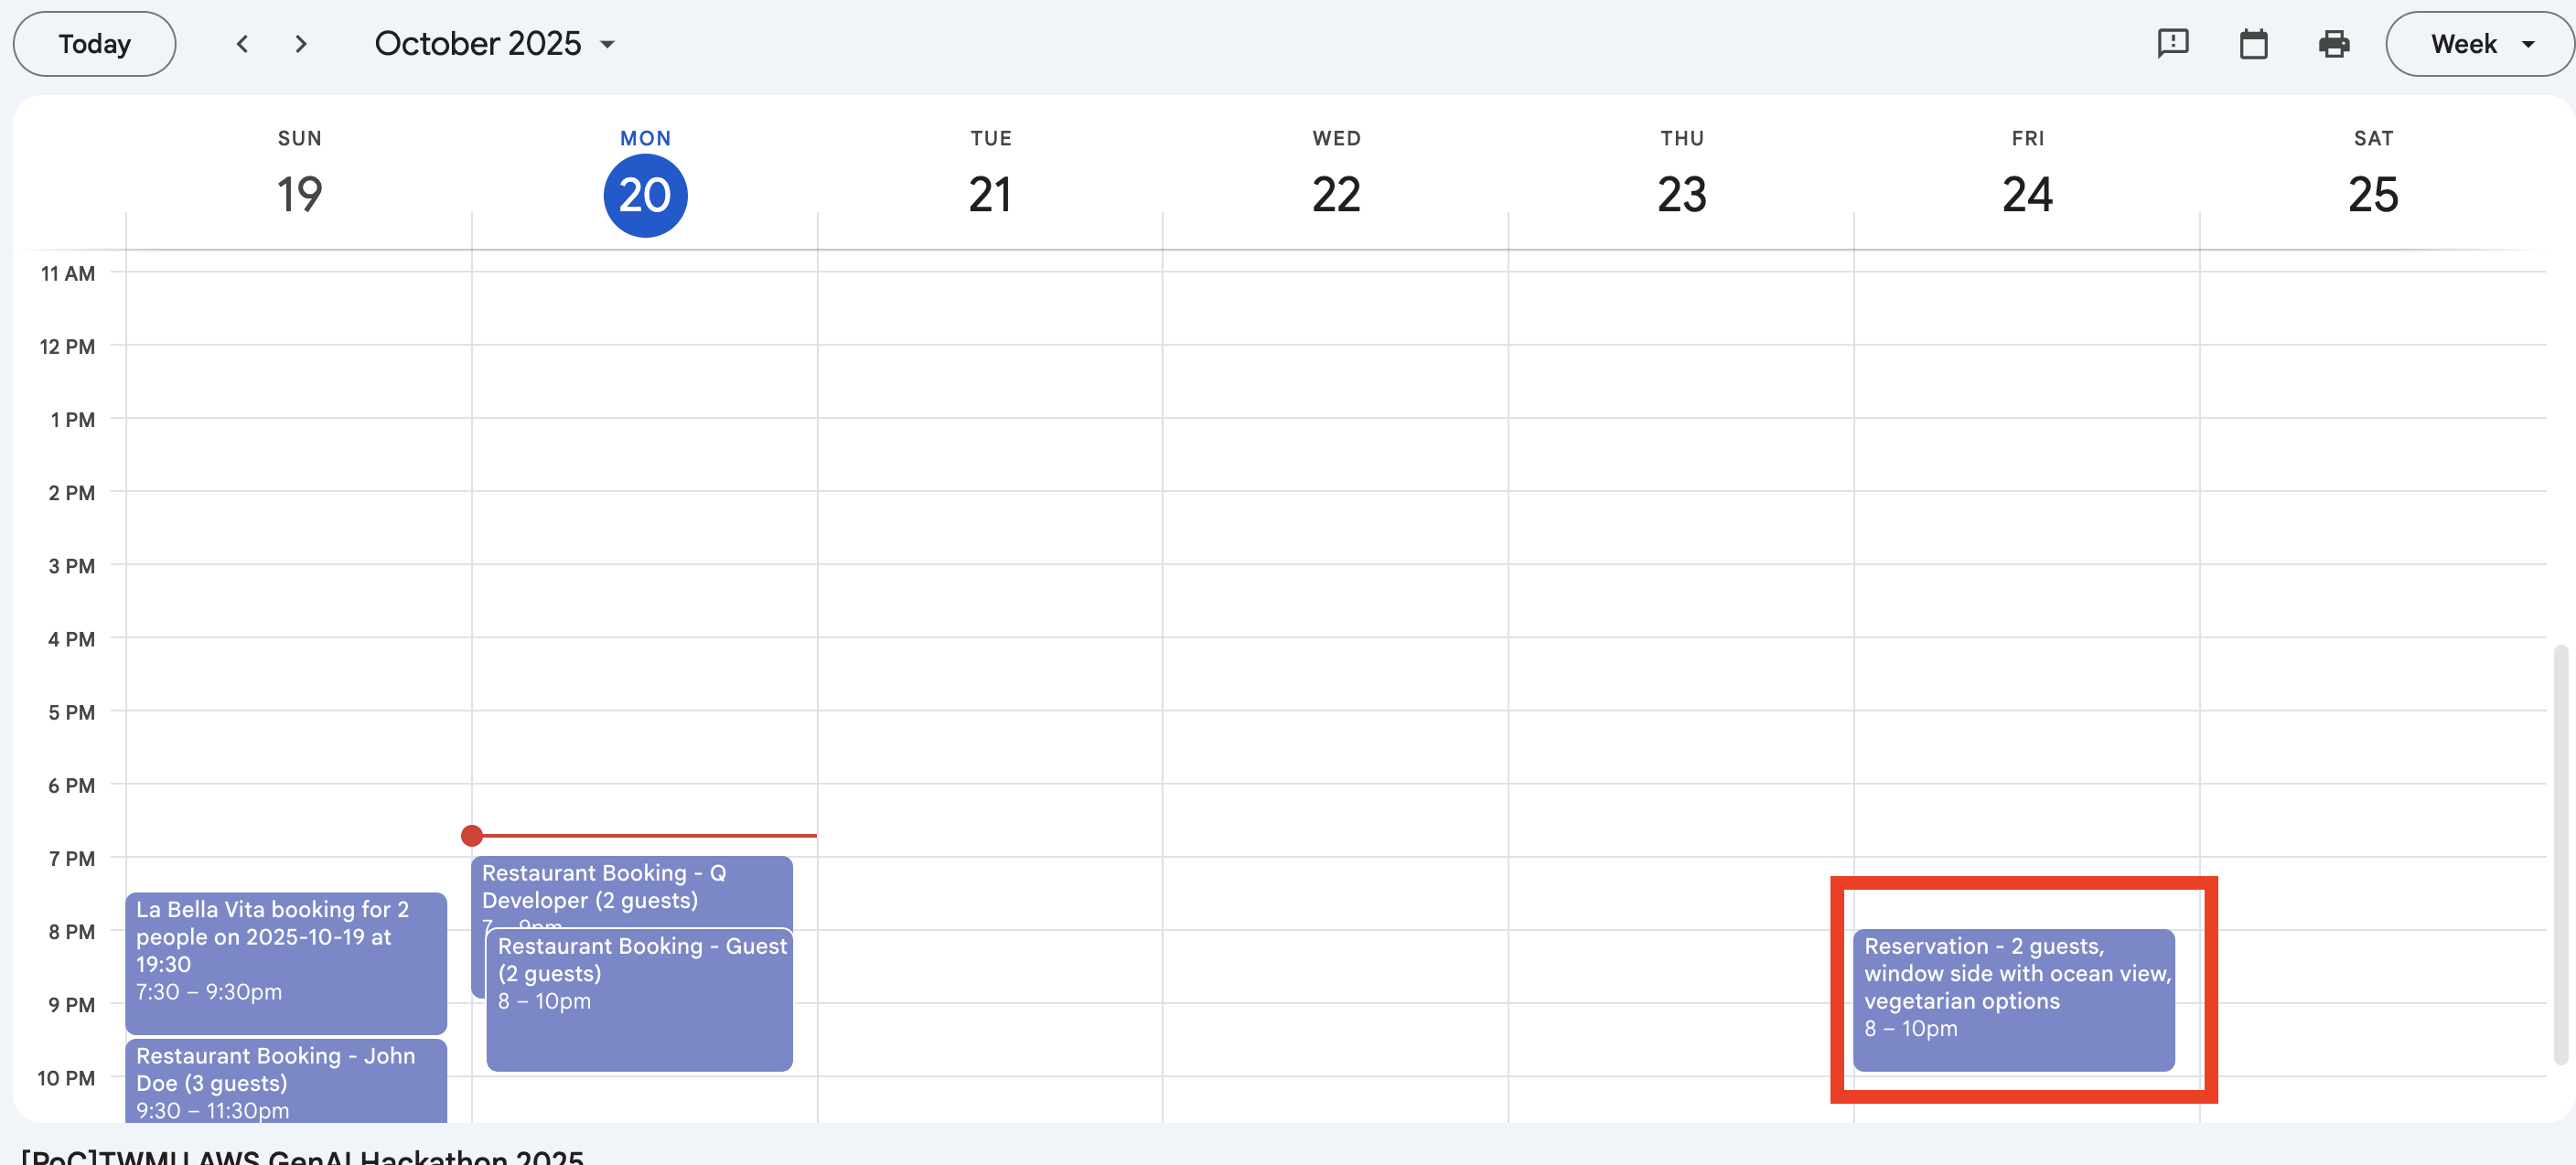 Today
October 2025
Week
SUN
19
MON
20
TUE
21
WED
22
THU
23
FRI
24
SAT
25
11 AM
12 PM
1 PM
2 PM
3 PM
4 PM
5 PM
6 PM
7 PM
8 PM
9 PM
10 PM
La Bella Vita booking for 2
people on 2025-10-19 at
19:30
7:30 – 9:30pm
Restaurant Booking - John
Doe (3 guests)
9:30 – 11:30pm
Restaurant Booking - Q
Developer (2 guests)
7 – 9pm
Restaurant Booking - Guest
(2 guests)
8 – 10pm
Reservation - 2 guests,
window side with ocean view,
vegetarian options
8 – 10pm
[PoC]TWMU AWS GenAI Hackathon 2025